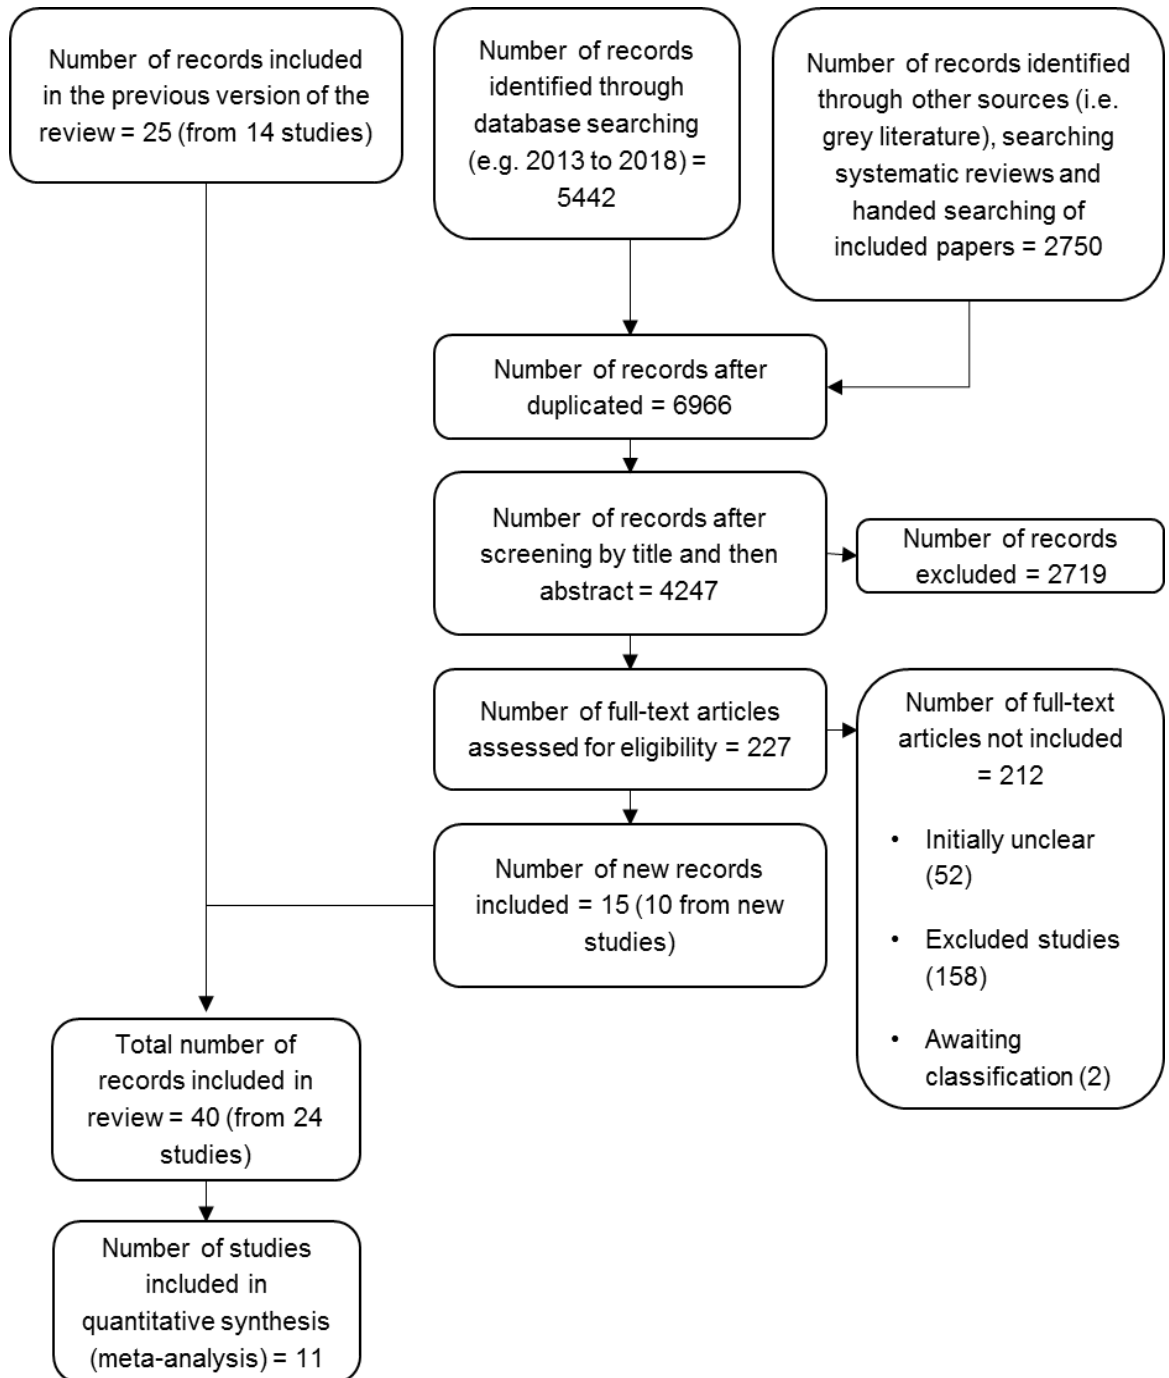 Number of records included
in the previous version of the
review = 25 (from 14 studies)
Number of records
identified through
database searching
(e.g. 2013 to 2018) =
5442
Number of records identified
through other sources (i.e.
grey literature), searching
systematic reviews and
handed searching of
included papers = 2750
Number of records after
duplicated = 6966
Number of records after
screening by title and then
abstract = 4247
Number of records
excluded = 2719
Number of full-text articles
assessed for eligibility = 227
Number of full-text
articles not included
= 212
• Initially unclear
(52)
• Excluded studies
(158)
• Awaiting
classification (2)
Number of new records
included = 15 (10 from new
studies)
Total number of
records included in
review = 40 (from 24
studies)
Number of studies
included in
quantitative synthesis
(meta-analysis) = 11